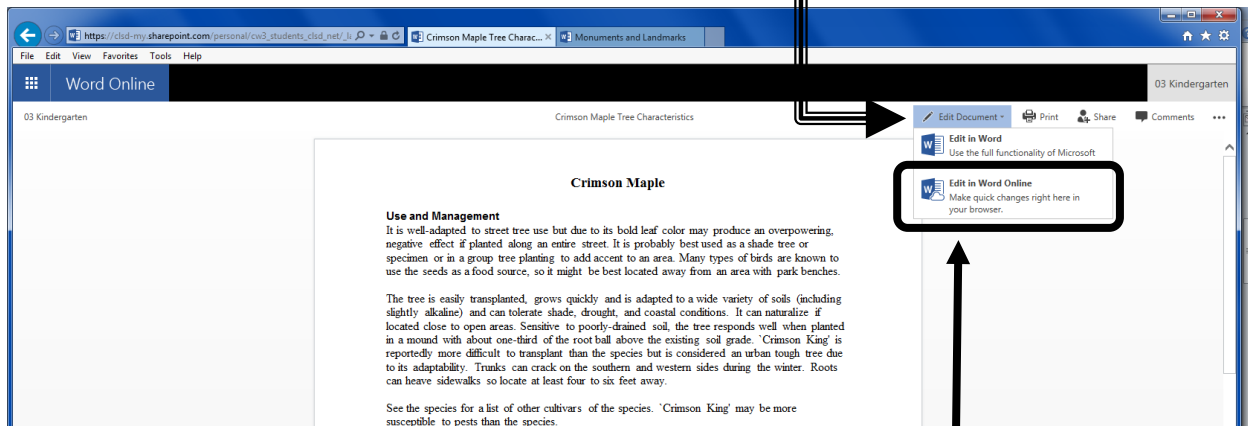 https://clsd-my.sharepoint.com/personal/cw3_students_clsd_net/_l
Crimson Maple Tree Charac...
Monuments and Landmarks
File Edit View Favorites Tools Help
Word Online
03 Kindergarten
03 Kindergarten
Crimson Maple Tree Characteristics
Edit Document
Print
Share
Comments
Edit in Word
Use the full functionality of Microsoft
Edit in Word Online
Make quick changes right here in
your browser.
Crimson Maple
Use and Management
It is well-adapted to street tree use but due to its bold leaf color may produce an overpowering,
negative effect if planted along an entire street. It is probably best used as a shade tree or
specimen or in a group tree planting to add accent to an area. Many types of birds are known to
use the seeds as a food source, so it might be best located away from an area with park benches.
The tree is easily transplanted, grows quickly and is adapted to a wide variety of soils (including
slightly alkaline) and can tolerate shade, drought, and coastal conditions. It can naturalize if
located close to open areas. Sensitive to poorly-drained soil, the tree responds well when planted
in a mound with about one-third of the root ball above the existing soil grade. `Crimson King' is
reportedly more difficult to transplant than the species but is considered an urban tough tree due
to its adaptability. Trunks can crack on the southern and western sides during the winter. Roots
can heave sidewalks so locate at least four to six feet away.
See the species for a list of other cultivars of the species. `Crimson King' may be more
susceptible to pests than the species.